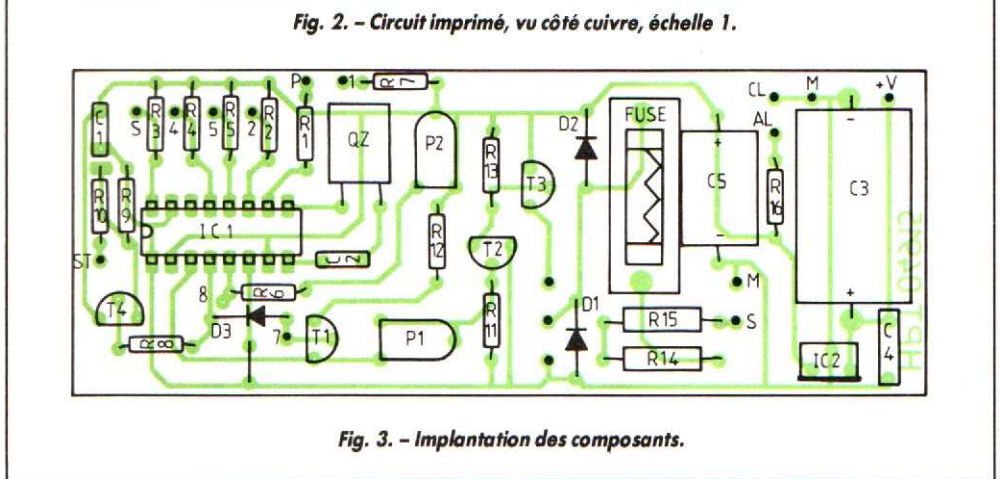 Fig. 2. – Circuit imprimé, vu côté cuivre, échelle 1.
P 1 R7 CL M +V
C1 S R3 4 R4 5 R5 2 R2 R1 QZ P2 D2 FUSE AL
R13 T3 C5 C3
R10 R9 IC1 R12 T2 R16
ST C2
8 R6 M
T4 D3 7 T1 P1 R11 D1 R15 S
R8 R14 IC2 C4
Fig. 3. – Implantation des composants.